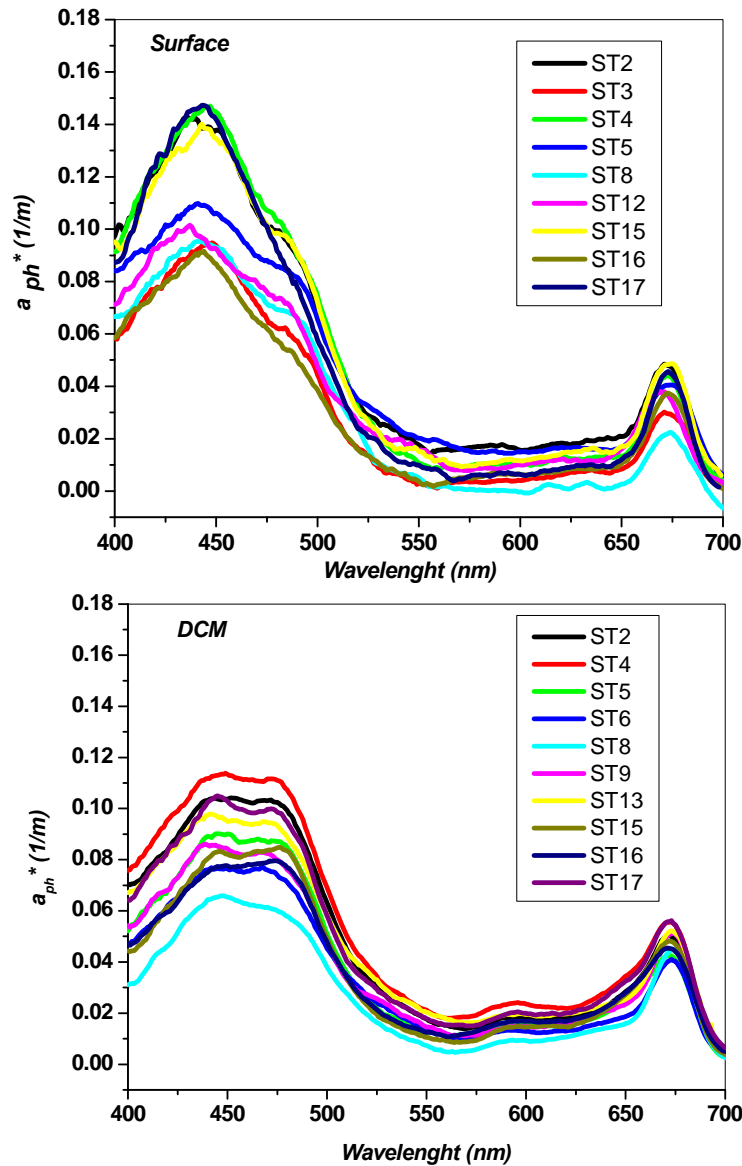 Surface
ST2
ST3
ST4
ST5
ST8
ST12
ST15
ST16
ST17
0.18
0.16
0.14
0.12
0.10
0.08
0.06
0.04
0.02
0.00
a ph* (1/m)
400 450 500 550 600 650 700
Wavelenght (nm)
DCM
ST2
ST4
ST5
ST6
ST8
ST9
ST13
ST15
ST16
ST17
0.18
0.16
0.14
0.12
0.10
0.08
0.06
0.04
0.02
0.00
aph* (1/m)
400 450 500 550 600 650 700
Wavelenght (nm)